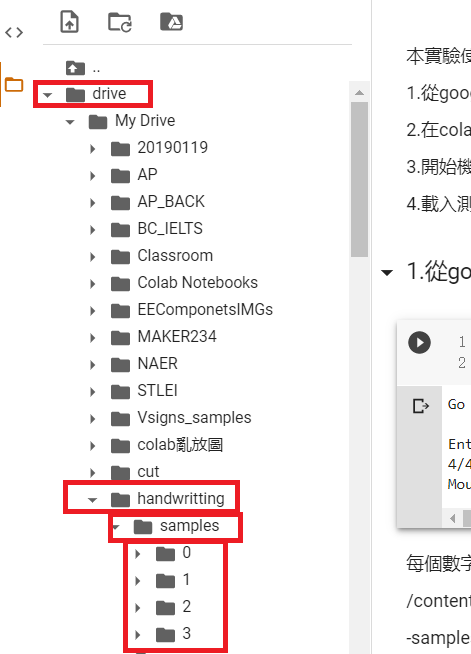 ..
drive
My Drive
20190119
AP
AP_BACK
BC_IELTS
Classroom
Colab Notebooks
EEComponetsIMGs
MAKER234
NAER
STLEI
Vsigns_samples
colab亂放圖
cut
handwritting
samples
0
1
2
3
本實驗使
1.從goo
2.在cola
3.開始機
4.載入測
1.從go
1
2
Go
Ent
4/4
Mou
每個數字
/content
-sample